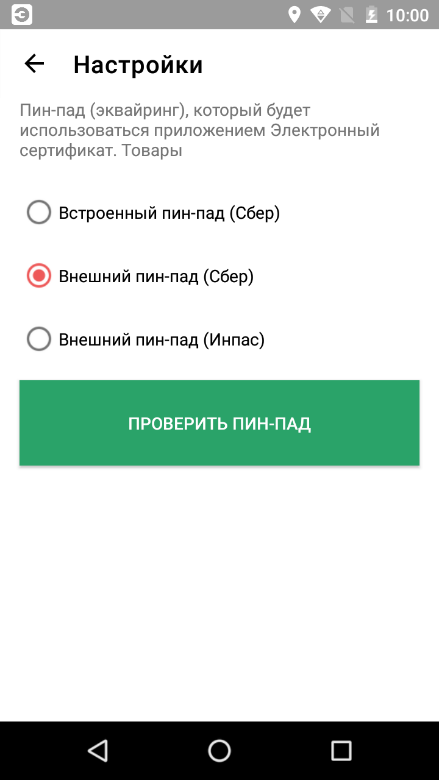 Э 10:00
Настройки
Пин-пад (эквайринг), который будет
использоваться приложением Электронный
сертификат. Товары
Встроенный пин-пад (Сбер)
Внешний пин-пад (Сбер)
Внешний пин-пад (Инпас)
ПРОВЕРИТЬ ПИН-ПАД